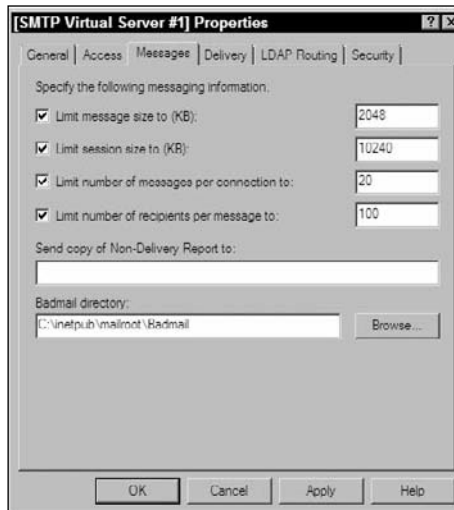 [SMTP Virtual Server #1] Properties
General Access Messages Delivery LDAP Routing Security
Specify the following messaging information.
Limit message size to (KB): 2048
Limit session size to (KB): 10240
Limit number of messages per connection to: 20
Limit number of recipients per message to: 100
Send copy of Non-Delivery Report to:
Badmail directory:
C:\inetpub\mailroot\Badmail Browse...
OK Cancel Apply Help